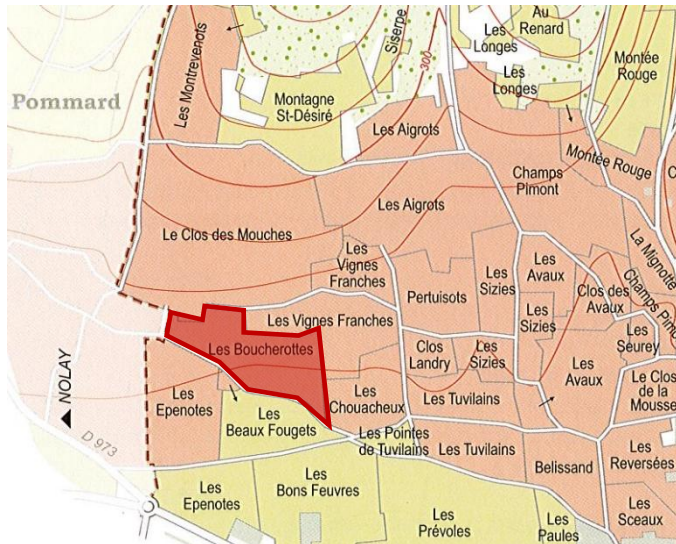 Au
Renard
Les
Longes
Siserpe
Les Montrevenots
300
Montée
Rouge
Pommard
Montagne
St-Désiré
Les
Longes
Les Aigrots
Montée Rouge
Champs
Pimont
Les Aigrots
Le Clos des Mouches
La Mignotte
Les
Vignes
Franches
Les
Avaux
Champs Pim
Pertuisots
Les
Sizies
Clos des
Avaux
Les Vignes Franches
Les
Sizies
Les
Seurey
Les Boucherottes
Clos
Landry
Les
Sizies
Les
Avaux
Le Clos
de la
Mousse
NOLAY
Les
Epenotes
Les
Chouacheux
Les Tuvilains
Les
Beaux Fougets
D 973
Les Pointes
de Tuvilains
Les Tuvilains
Belissand
Les
Reversées
Les
Epenotes
Les
Bons Feuvres
Les
Prévoles
Les
Paules
Les
Sceaux